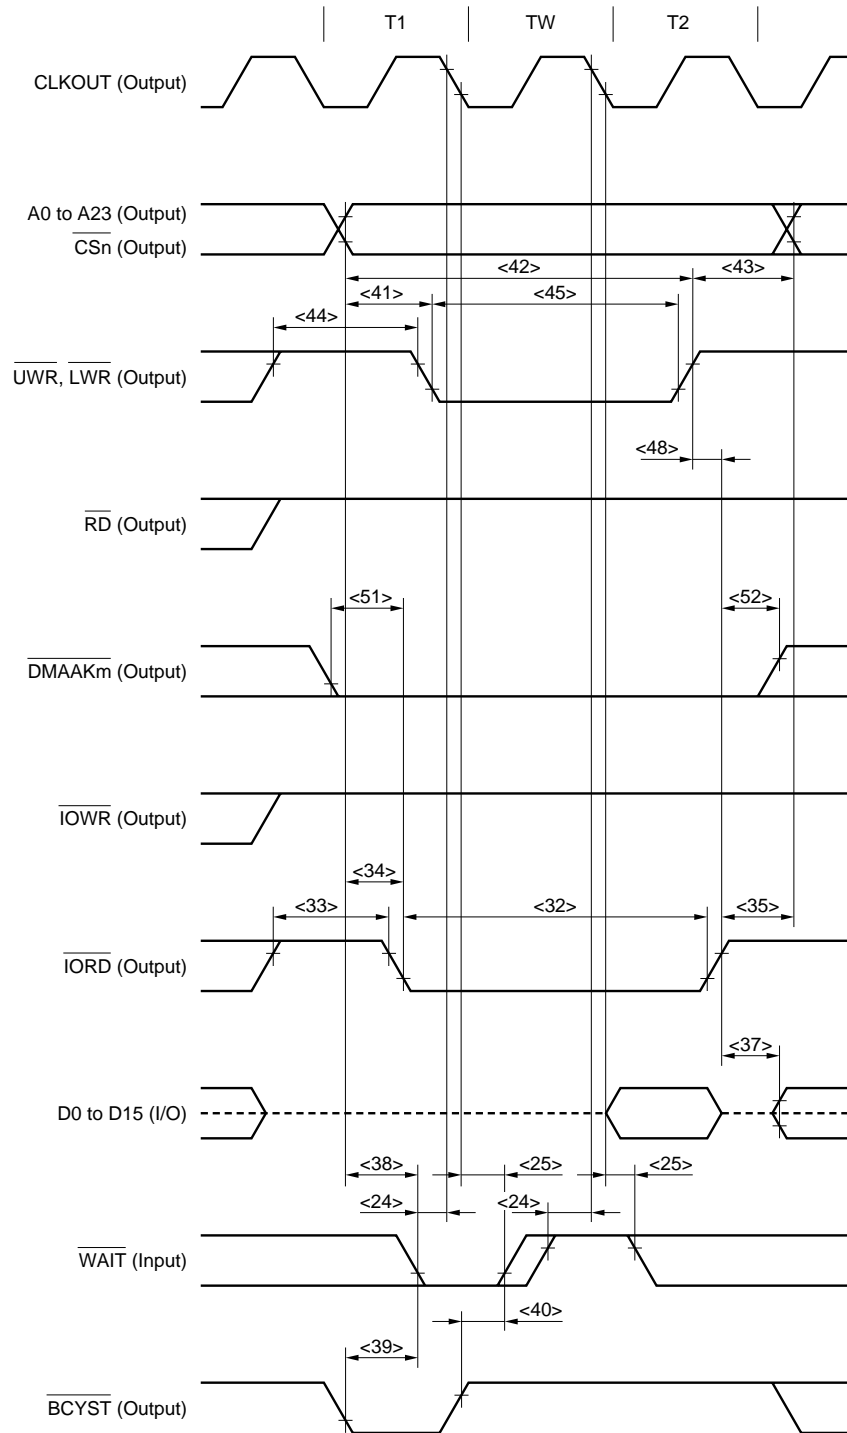 T1 TW T2
CLKOUT (Output)
A0 to A23 (Output)
CSn (Output)
<42> <43>
<41> <45>
<44>
UWR, LWR (Output)
<48>
RD (Output)
<51> <52>
DMAAKm (Output)
IOWR (Output)
<34>
<33> <32> <35>
IORD (Output)
<37>
D0 to D15 (I/O)
<38> <25> <25>
<24> <24>
WAIT (Input)
<40>
<39>
BCYST (Output)